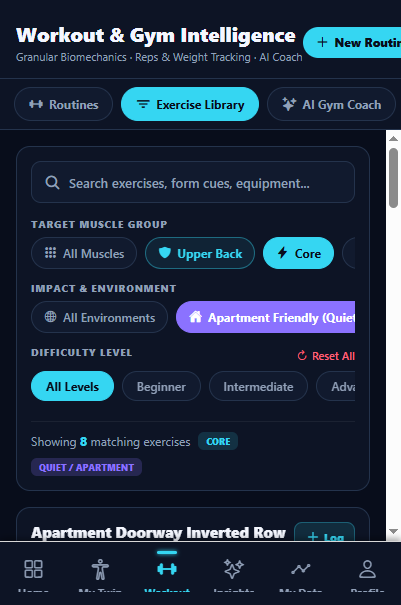 Workout & Gym Intelligence
Granular Biomechanics · Reps & Weight Tracking · AI Coach
+ New Routin
Routines
Exercise Library
AI Gym Coach
Search exercises, form cues, equipment...
TARGET MUSCLE GROUP
All Muscles
Upper Back
Core
IMPACT & ENVIRONMENT
All Environments
Apartment Friendly (Quiet
DIFFICULTY LEVEL
Reset All
All Levels
Beginner
Intermediate
Adva
Showing 8 matching exercises
CORE
QUIET / APARTMENT
Apartment Doorway Inverted Row
+ Log
Home
My Twin
Workout
Insights
My Data
Profile